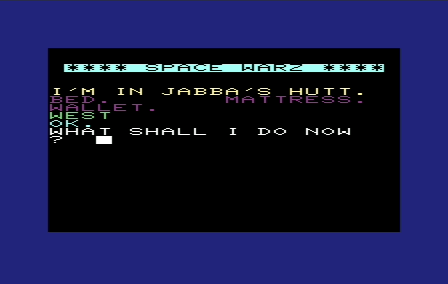 **** SPACE WARZ ****
I'M IN JABBA'S HUTT.
BED. MATTRESS.
WALLET.
WEST
OK.
WHAT SHALL I DO NOW
?